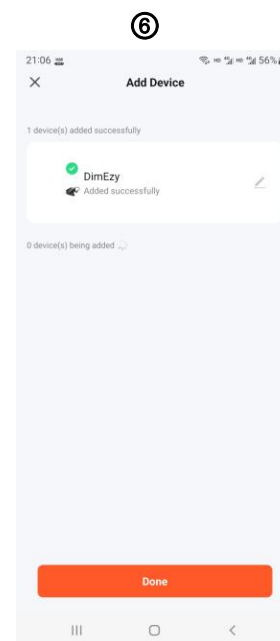 ⑥
21:06
56%
Add Device
1 device(s) added successfully
DimEzy
Added successfully
0 device(s) being added
Done